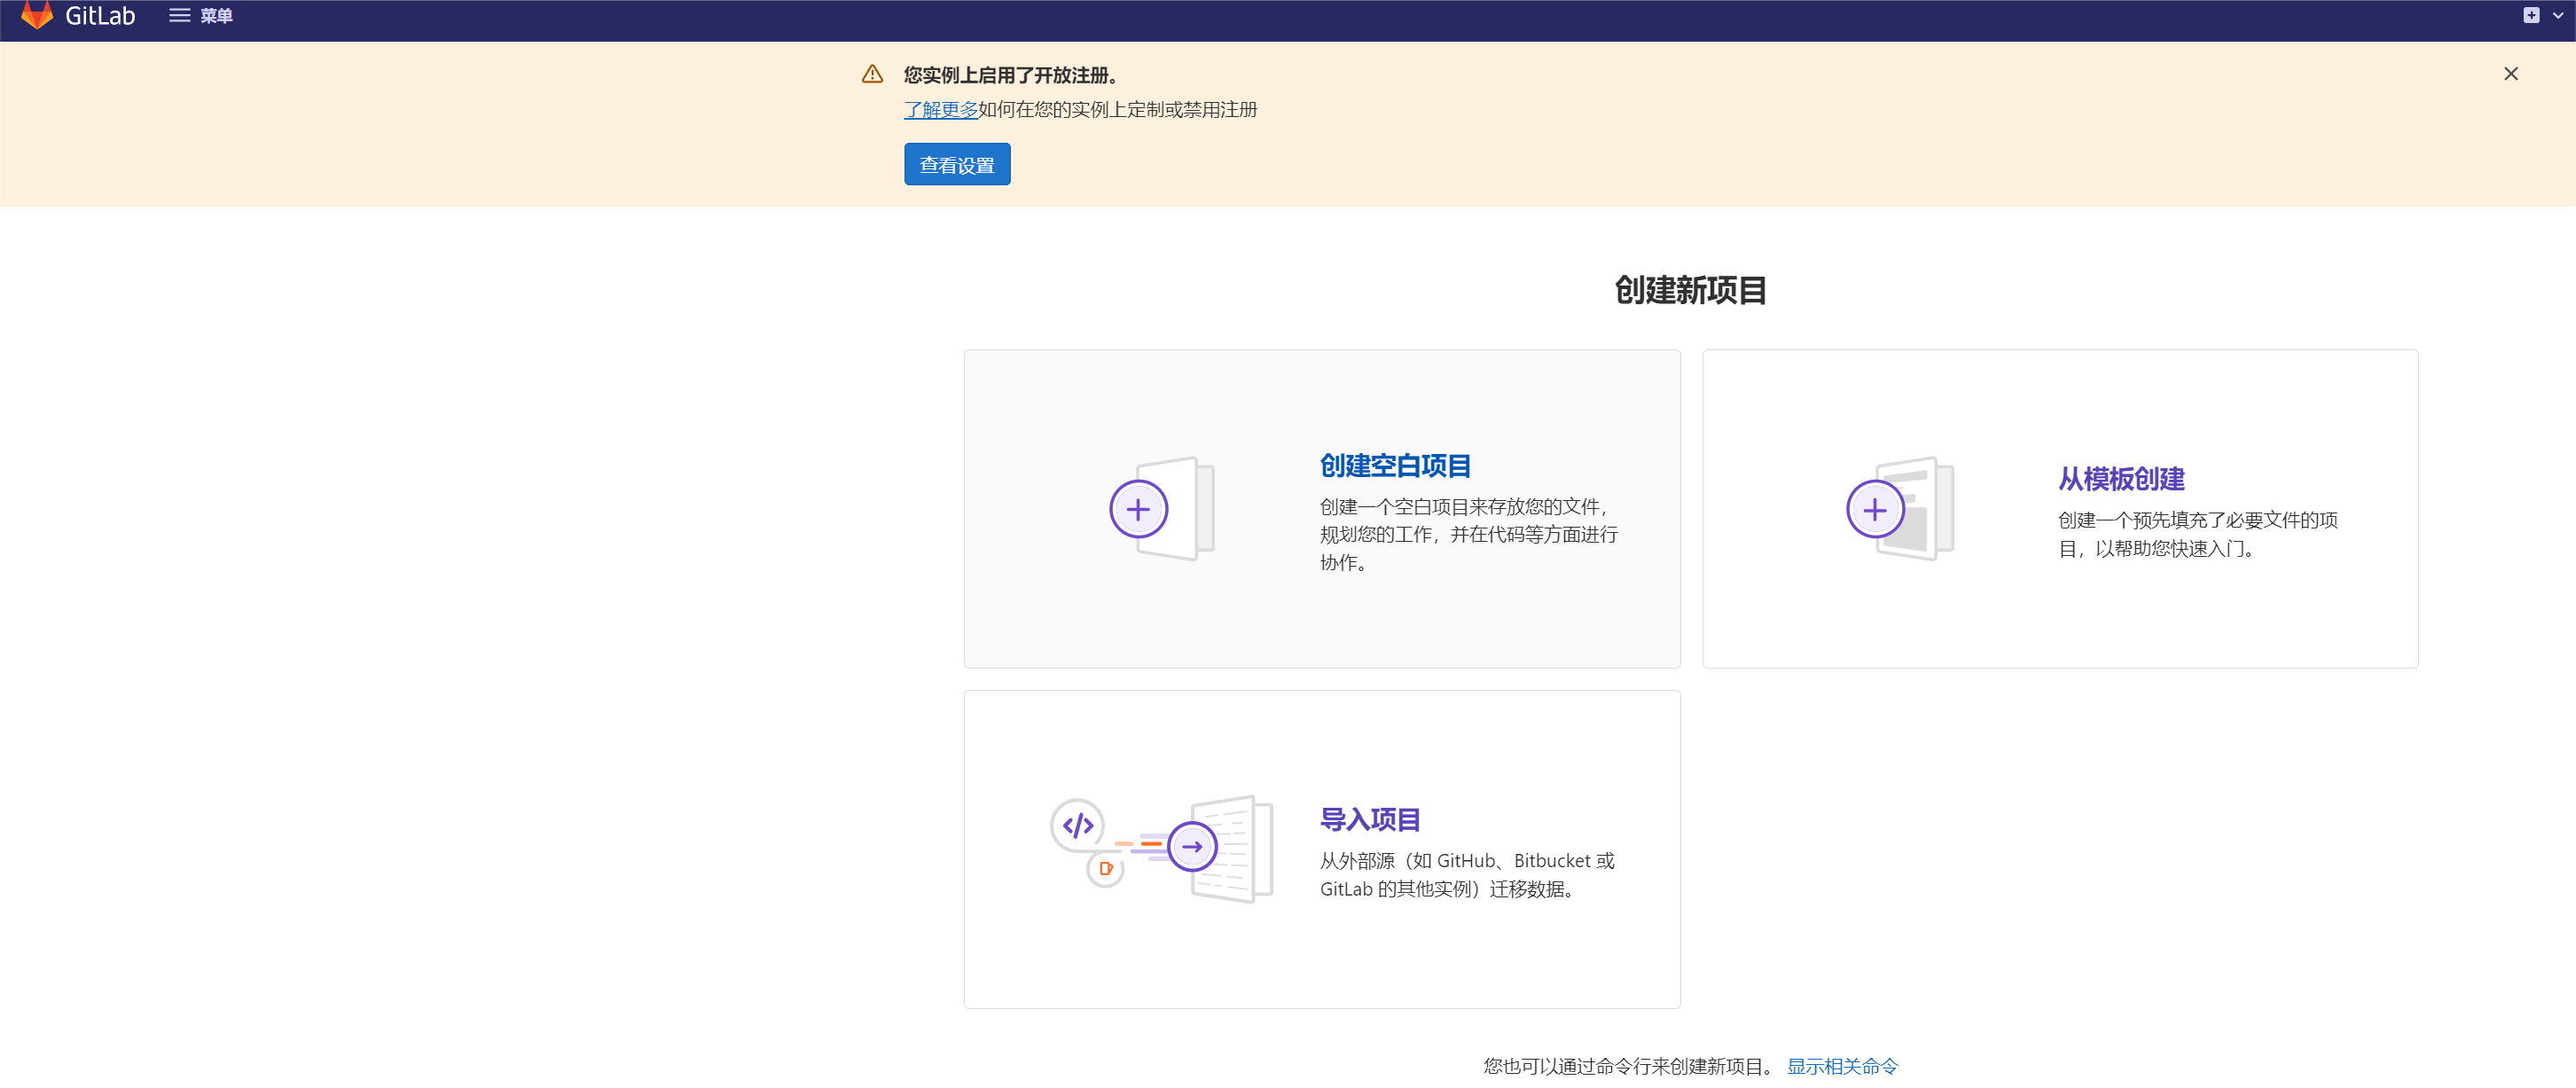 GitLab 菜单
您实例上启用了开放注册。
了解更多如何在您的实例上定制或禁用注册
查看设置
创建新项目
创建空白项目
创建一个空白项目来存放您的文件，
规划您的工作，并在代码等方面进行
协作。
从模板创建
创建一个预先填充了必要文件的项
目，以帮助您快速入门。
导入项目
从外部源（如 GitHub、Bitbucket 或
GitLab 的其他实例）迁移数据。
您也可以通过命令行来创建新项目。 显示相关命令